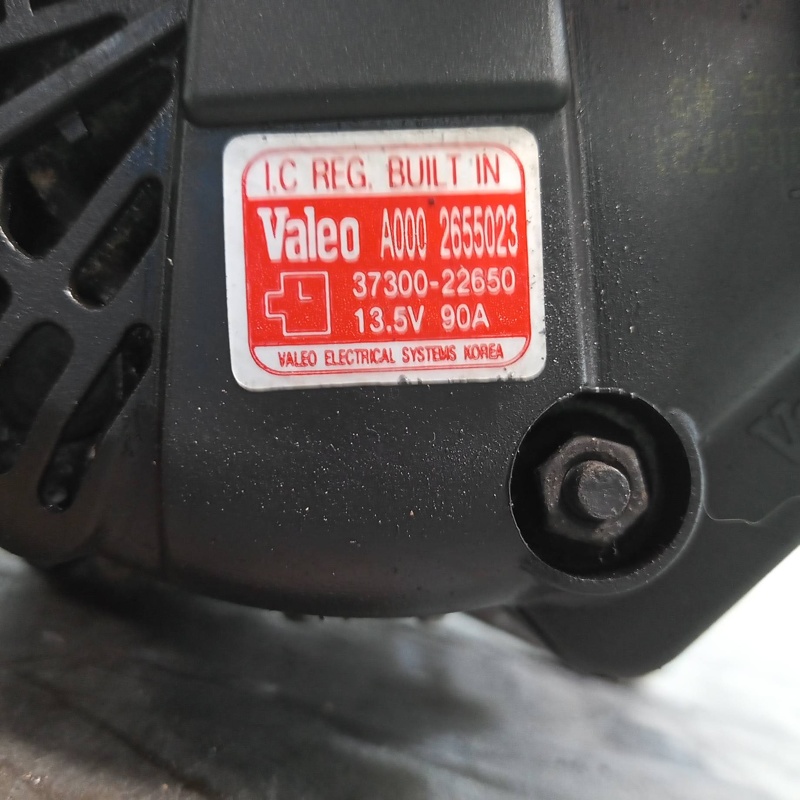 I.C REG. BUILT IN
Valeo A000 2655023
37300-22650
13.5V 90A
VALEO ELECTRICAL SYSTEMS KOREA